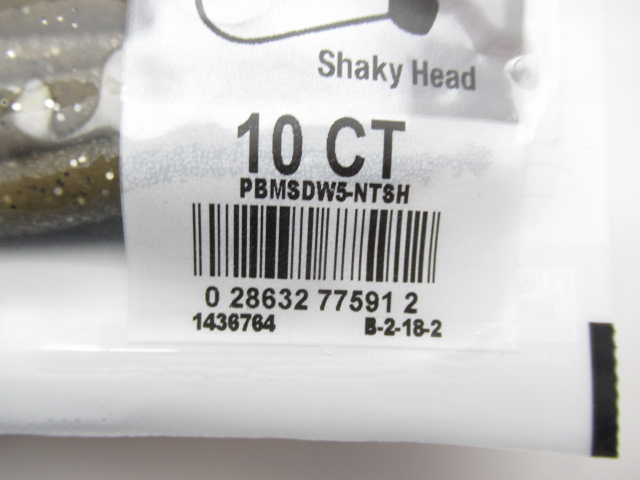 Shaky Head
10 CT
PBMSDW5-NTSH
0 28632 77591 2
1436764 B-2-18-2